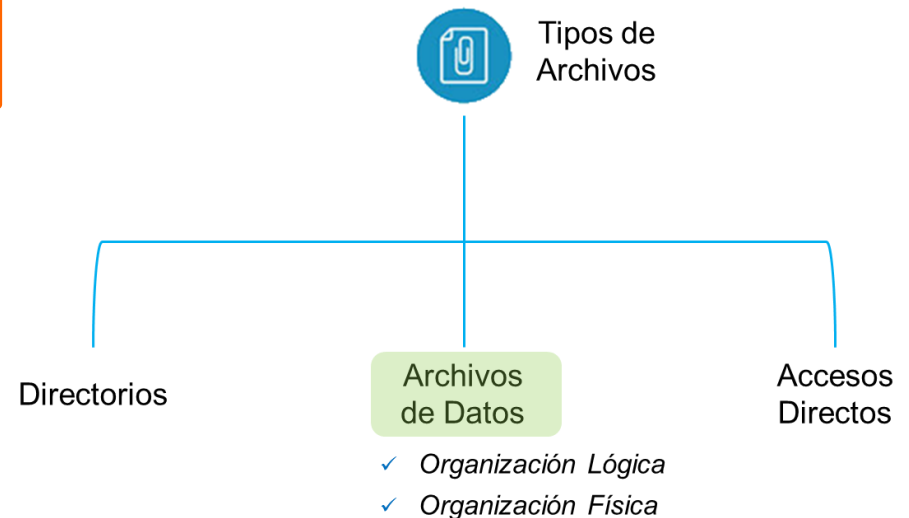 Tipos de
Archivos
Directorios
Archivos
de Datos
Accesos
Directos
Organización Lógica
Organización Física